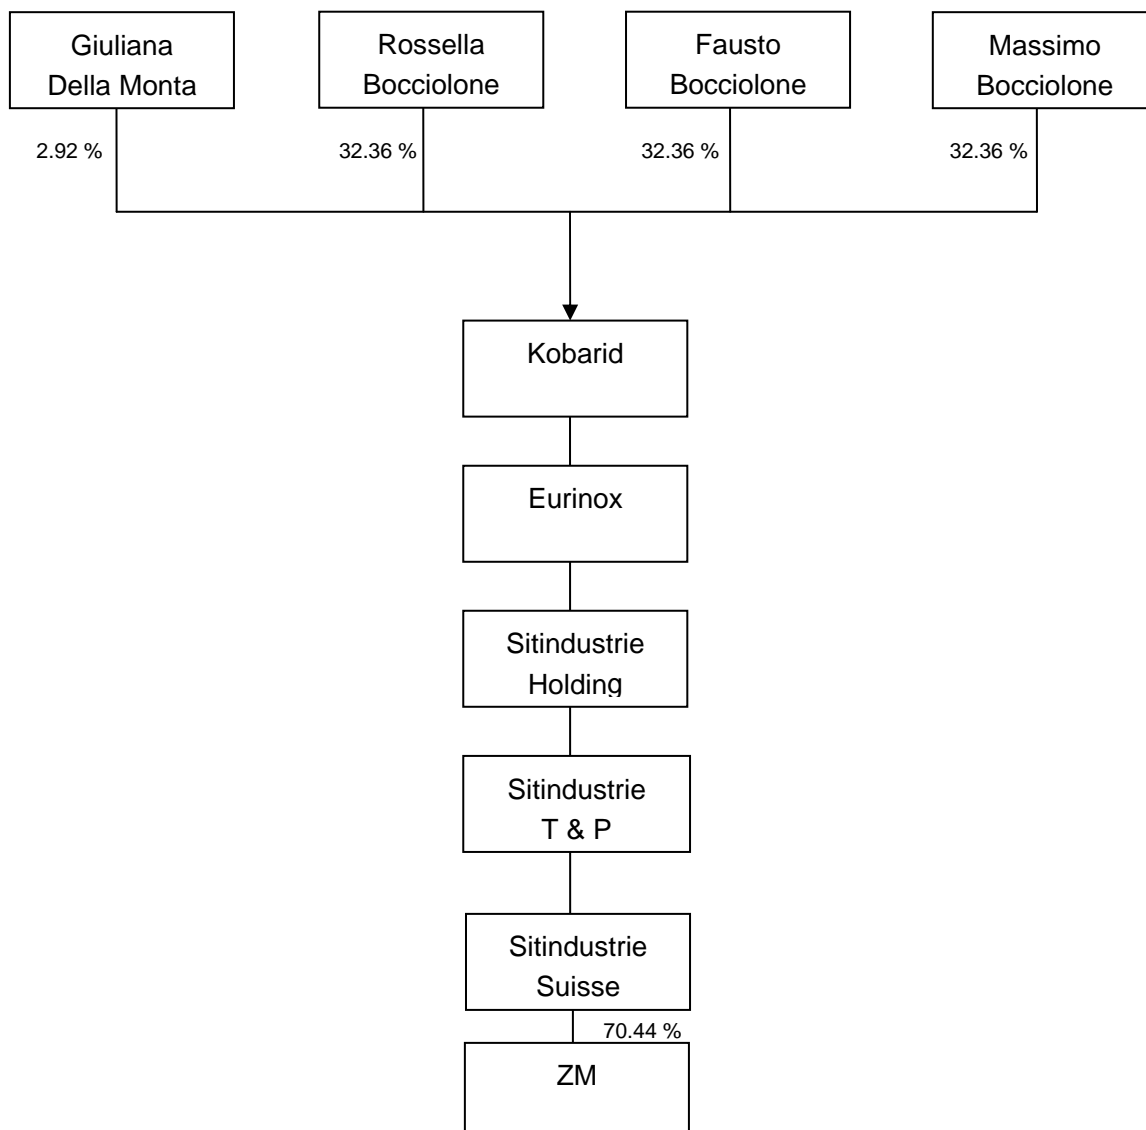 Giuliana
Della Monta
Rossella
Bocciolone
Fausto
Bocciolone
Massimo
Bocciolone
2.92 %
32.36 %
32.36 %
32.36 %
Kobarid
Eurinox
Sitindustrie
Holding
Sitindustrie
T & P
Sitindustrie
Suisse
70.44 %
ZM